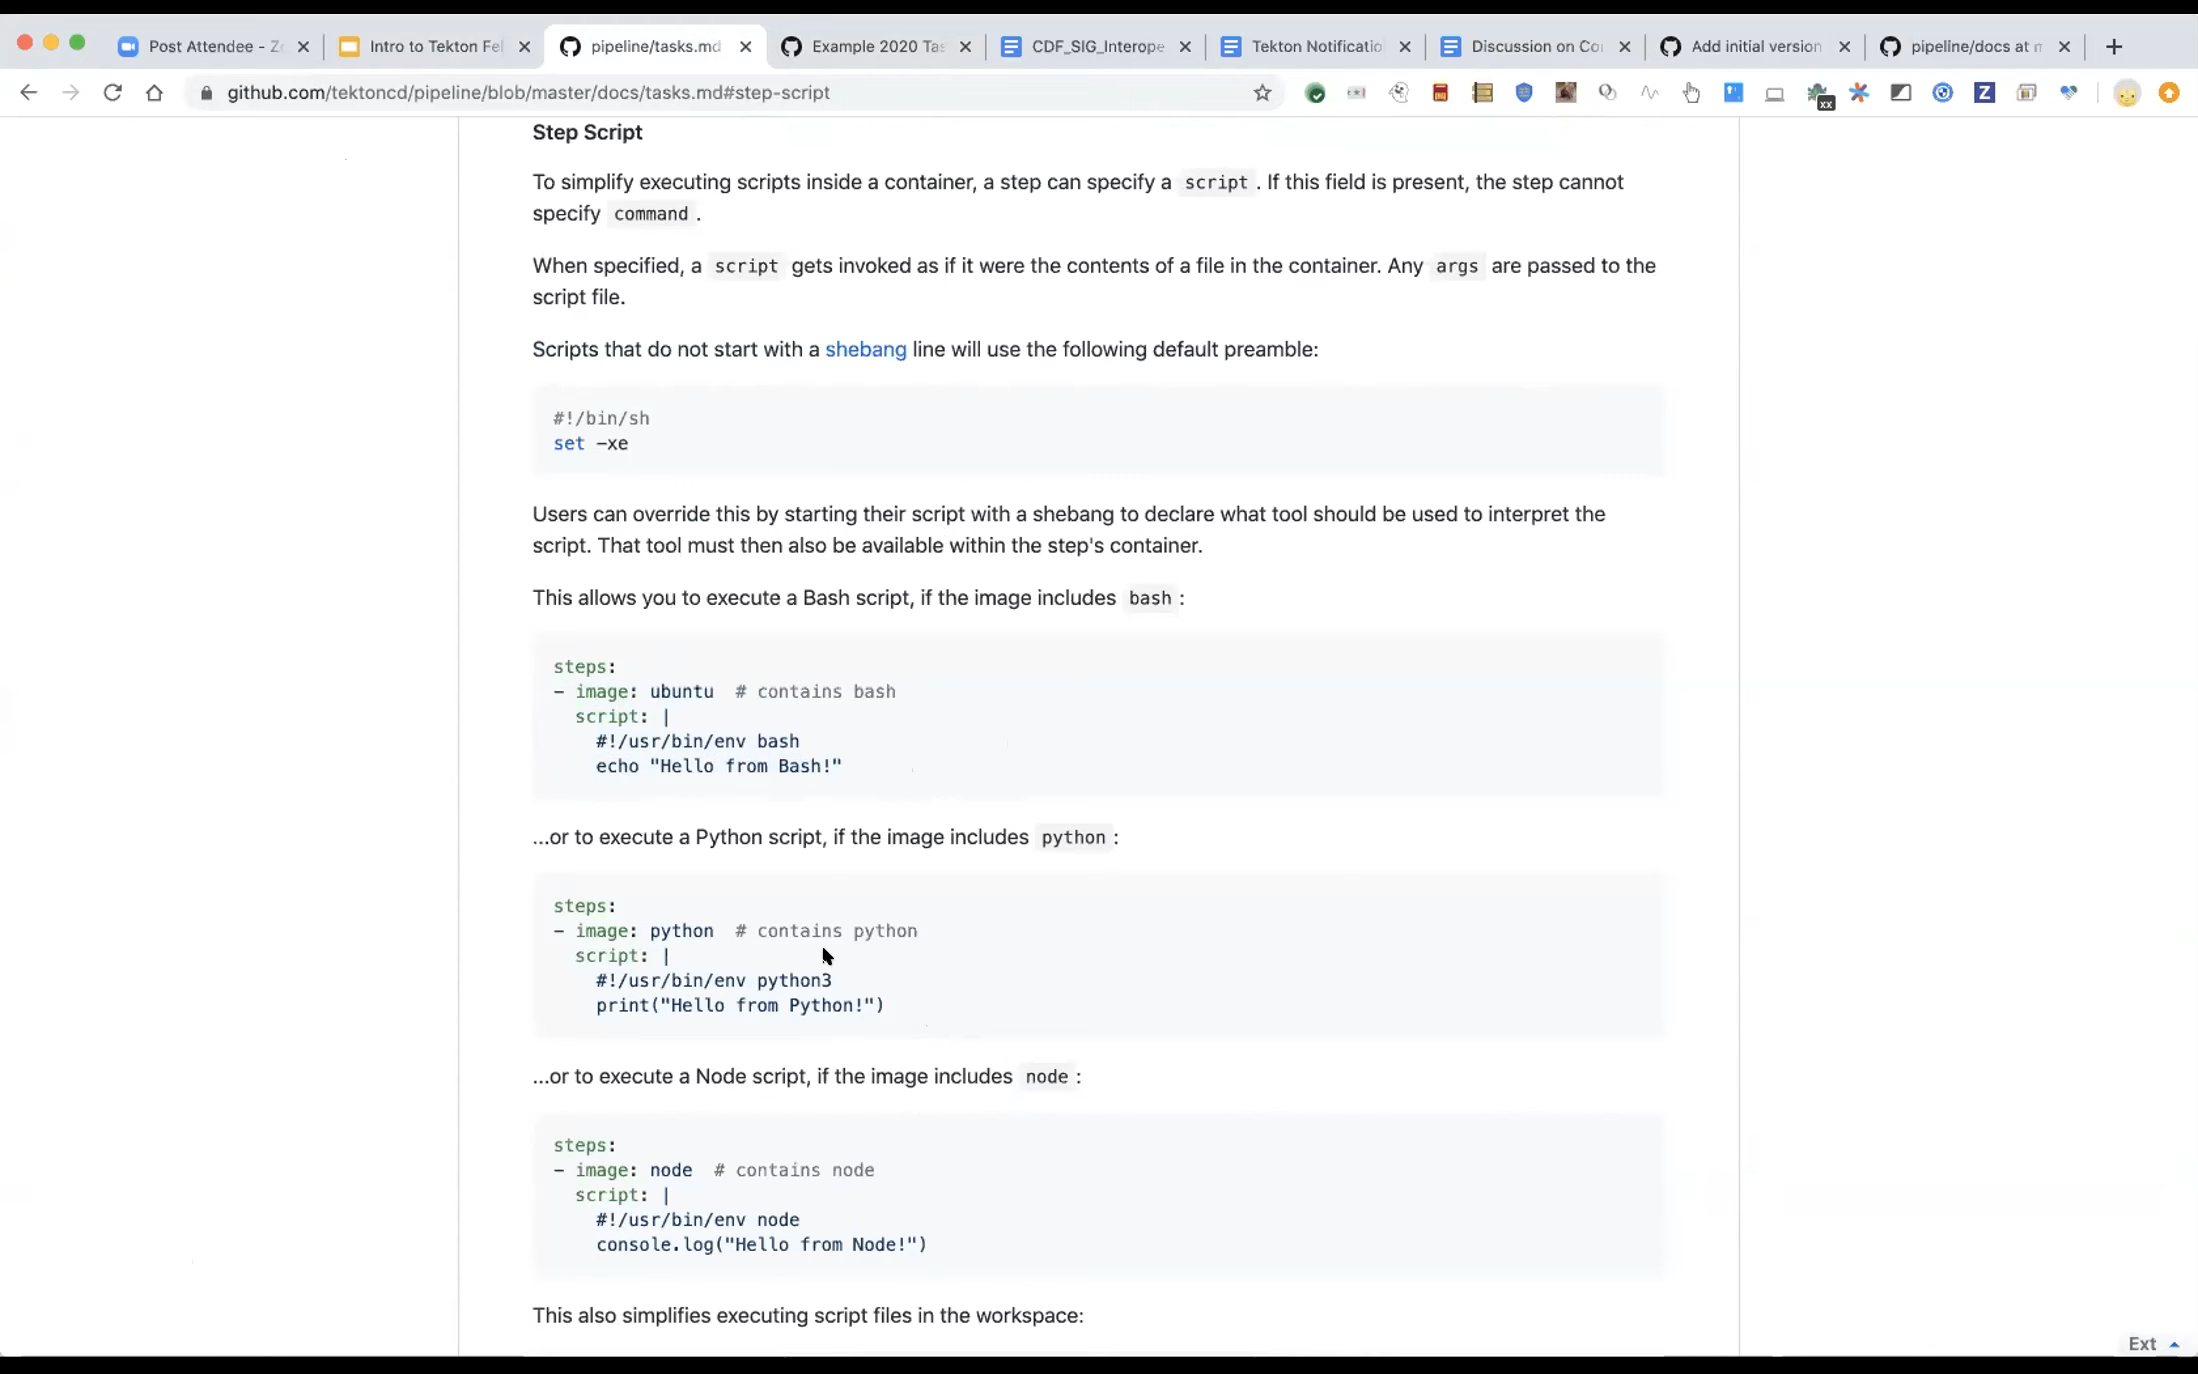 Post Attendee - Z
Intro to Tekton Fe
pipeline/tasks.md
Example 2020 Tas
CDF_SIG_Interope
Tekton Notificatio
Discussion on Co
Add initial version
pipeline/docs at m
github.com/tektoncd/pipeline/blob/master/docs/tasks.md#step-script
xx
Z
Step Script
To simplify executing scripts inside a container, a step can specify a script . If this field is present, the step cannot
specify command .
When specified, a script gets invoked as if it were the contents of a file in the container. Any args are passed to the
script file.
Scripts that do not start with a shebang line will use the following default preamble:
#!/bin/sh
set -xe
Users can override this by starting their script with a shebang to declare what tool should be used to interpret the
script. That tool must then also be available within the step's container.
This allows you to execute a Bash script, if the image includes bash :
steps:
- image: ubuntu # contains bash
script: |
#!/usr/bin/env bash
echo "Hello from Bash!"
...or to execute a Python script, if the image includes python :
steps:
- image: python # contains python
script: |
#!/usr/bin/env python3
print("Hello from Python!")
...or to execute a Node script, if the image includes node :
steps:
- image: node # contains node
script: |
#!/usr/bin/env node
console.log("Hello from Node!")
This also simplifies executing script files in the workspace:
Ext